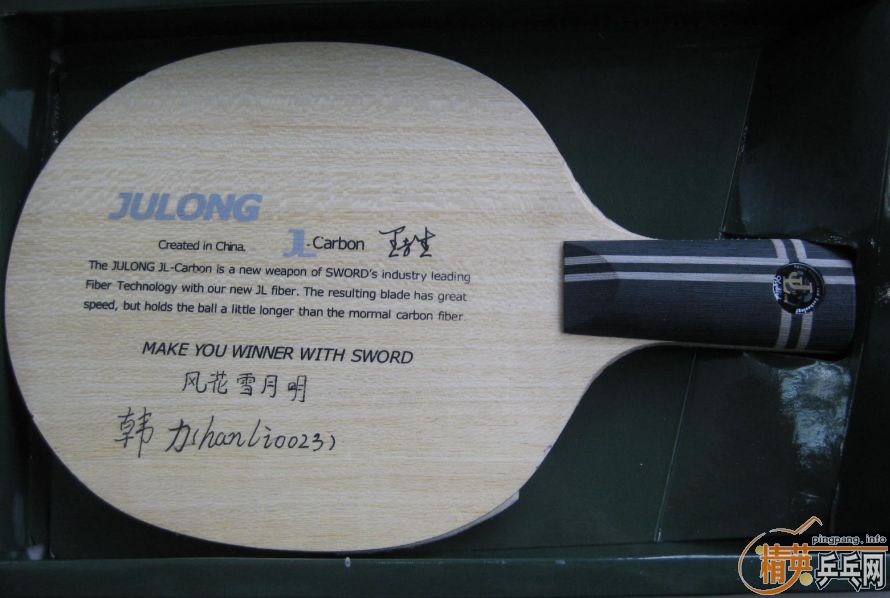 JULONG
Created in China. JL-Carbon
The JULONG JL-Carbon is a new weapon of SWORD's industry leading
Fiber Technology with our new JL fiber. The resulting blade has great
speed, but holds the ball a little longer than the mormal carbon fiber.
MAKE YOU WINNER WITH SWORD
风花雪月明
韩力(hanli0023)
JL
pingpang.info
精英乒乓网